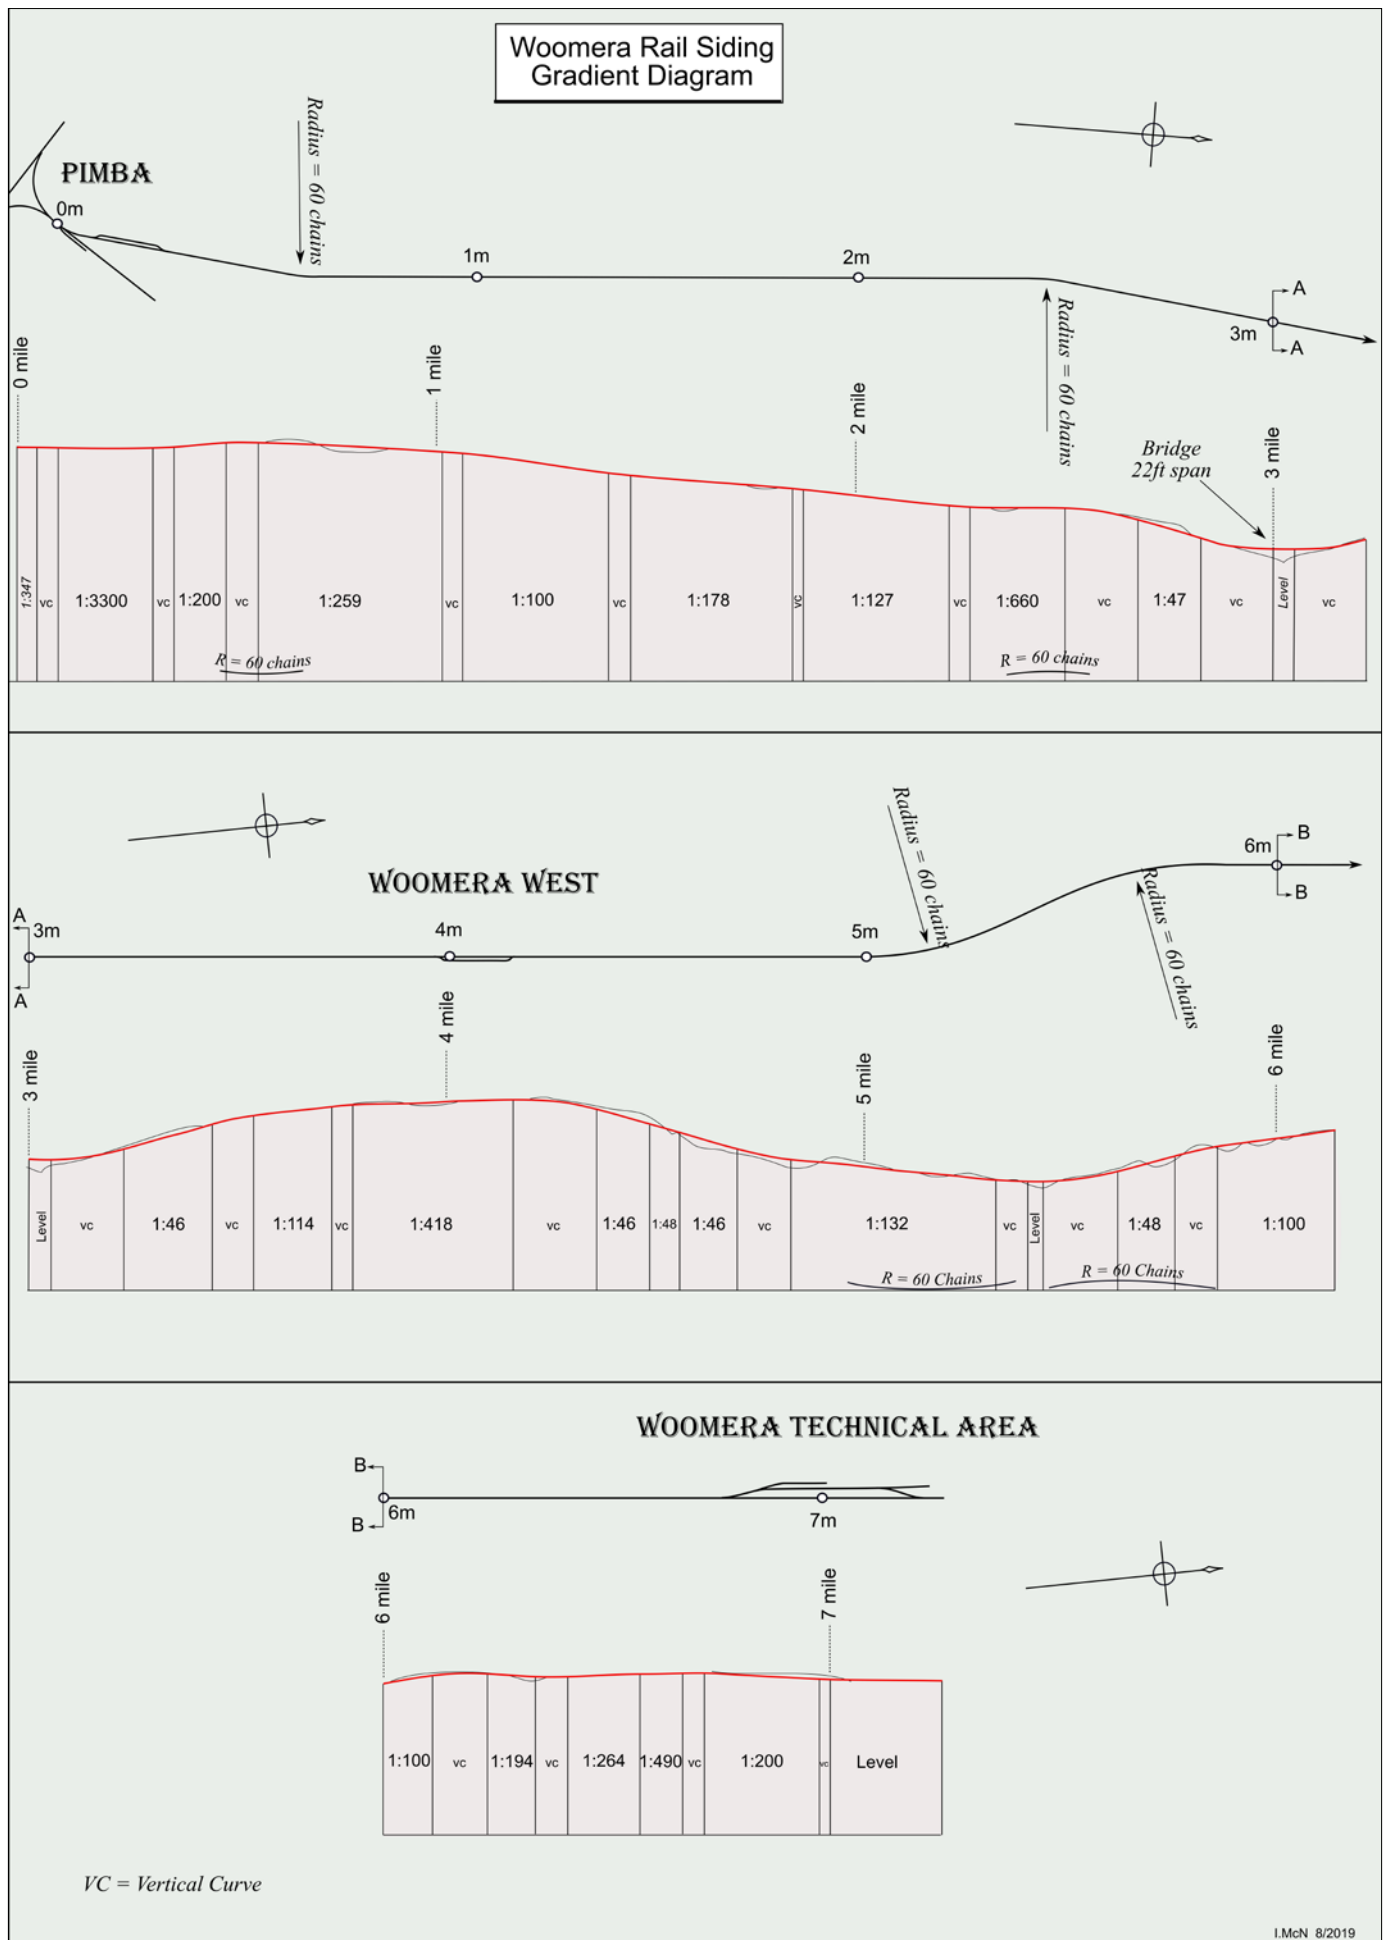 Woomera Rail Siding
Gradient Diagram
Radius = 60 chains
PIMBA
0m
1m
2m
3m
A
A
Radius = 60 chains
0 mile
1 mile
2 mile
3 mile
Bridge
22ft span
1:347
vc
1:3300
vc
1:200
vc
1:259
vc
1:100
vc
1:178
vc
1:127
vc
1:660
vc
1:47
vc
Level
vc
R = 60 chains
R = 60 chains
WOOMERA WEST
Radius = 60 chains
Radius = 60 chains
A
3m
A
4m
5m
6m
B
B
3 mile
4 mile
5 mile
6 mile
Level
vc
1:46
vc
1:114
vc
1:418
vc
1:46
1:48
1:46
vc
1:132
vc
Level
vc
1:48
vc
1:100
R = 60 Chains
R = 60 Chains
WOOMERA TECHNICAL AREA
B
B
6m
7m
6 mile
7 mile
1:100
vc
1:194
vc
1:264
1:490
vc
1:200
vc
Level
VC = Vertical Curve
I.McN 8/2019